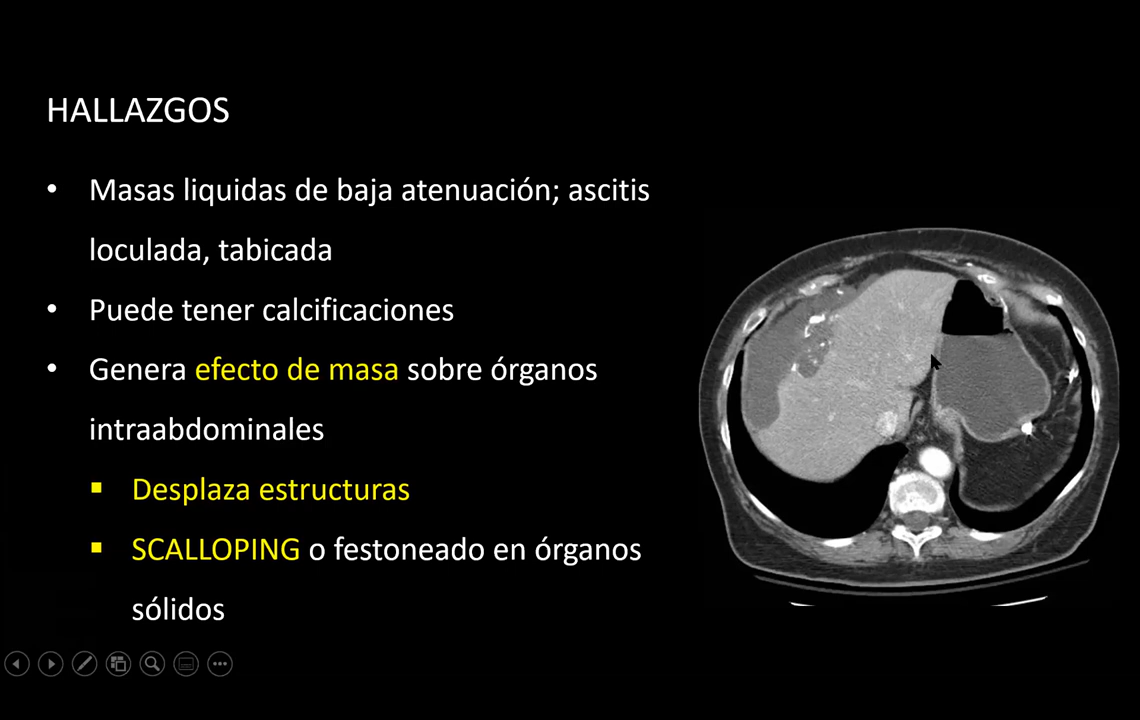 HALLAZGOS
• Masas liquidas de baja atenuación; ascitis
loculada, tabicada
• Puede tener calcificaciones
• Genera efecto de masa sobre órganos
intraabdominales
▪ Desplaza estructuras
▪ SCALLOPING o festoneado en órganos
sólidos